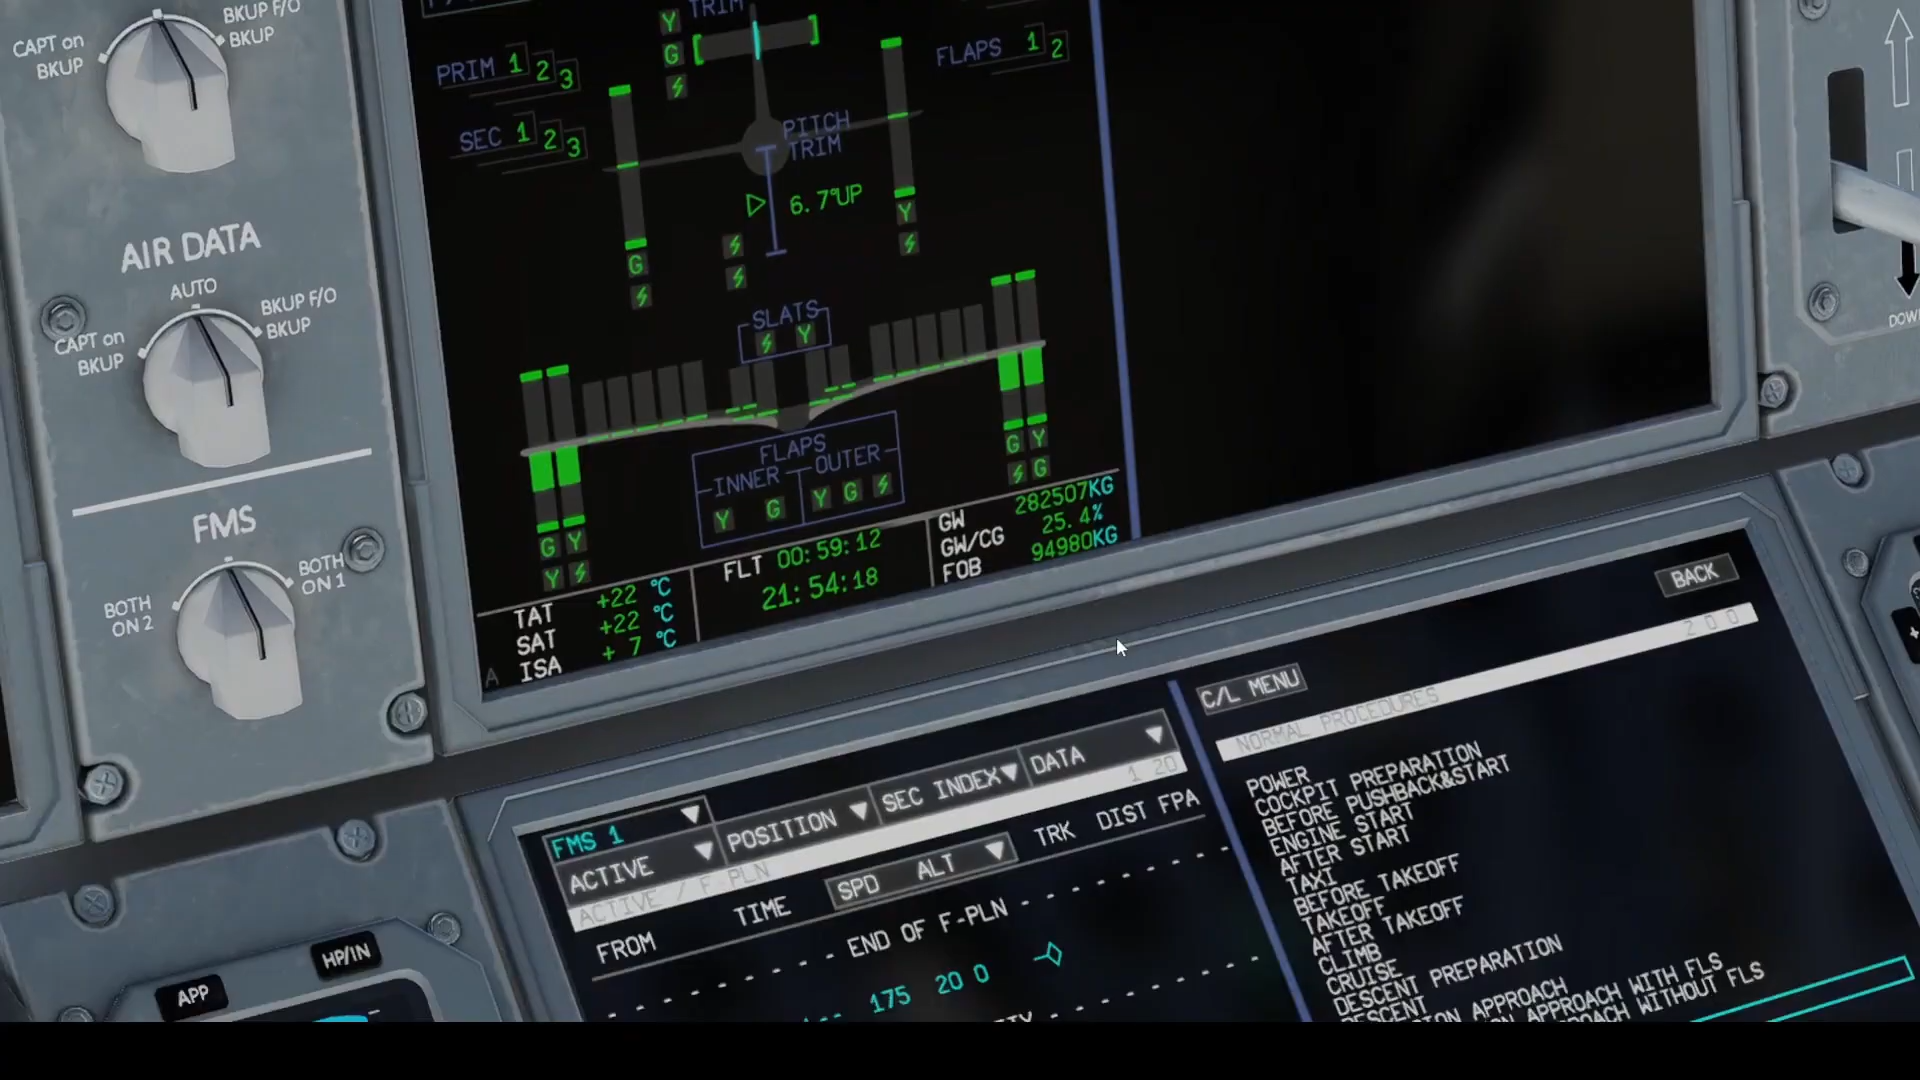 CAPT on
BKUP
BKUP F/O
BKUP
AIR DATA
AUTO
CAPT on
BKUP
BKUP F/O
BKUP
FMS
BOTH
ON 2
BOTH
ON 1
TRIM
Y
G
PRIM 1 2 3
SEC 1 2 3
FLAPS 1 2
PITCH
TRIM
6.7°UP
G
Y
SLATS
Y
FLAPS
INNER OUTER
Y G Y G
G Y
Y
G Y
G
TAT +22 °C
SAT +22 °C
ISA + 7 °C
A
FLT 00:59:12
21:54:18
GW 282507KG
GW/CG 25.4%
FOB 94980KG
DOWN
APP
HP/IN
FMS 1
ACTIVE POSITION SEC INDEX DATA
ACTIVE / F-PLN 1 20
FROM TIME SPD ALT TRK DIST FPA
- - - - - - END OF F-PLN - - - - - -
175 20 0
BACK
C/L MENU
NORMAL PROCEDURES 2 0 0
POWER
COCKPIT PREPARATION
BEFORE PUSHBACK&START
ENGINE START
AFTER START
TAXI
BEFORE TAKEOFF
TAKEOFF
AFTER TAKEOFF
CLIMB
CRUISE
DESCENT PREPARATION
DESCENT
APPROACH
APPROACH WITH FLS
WITHOUT FLS